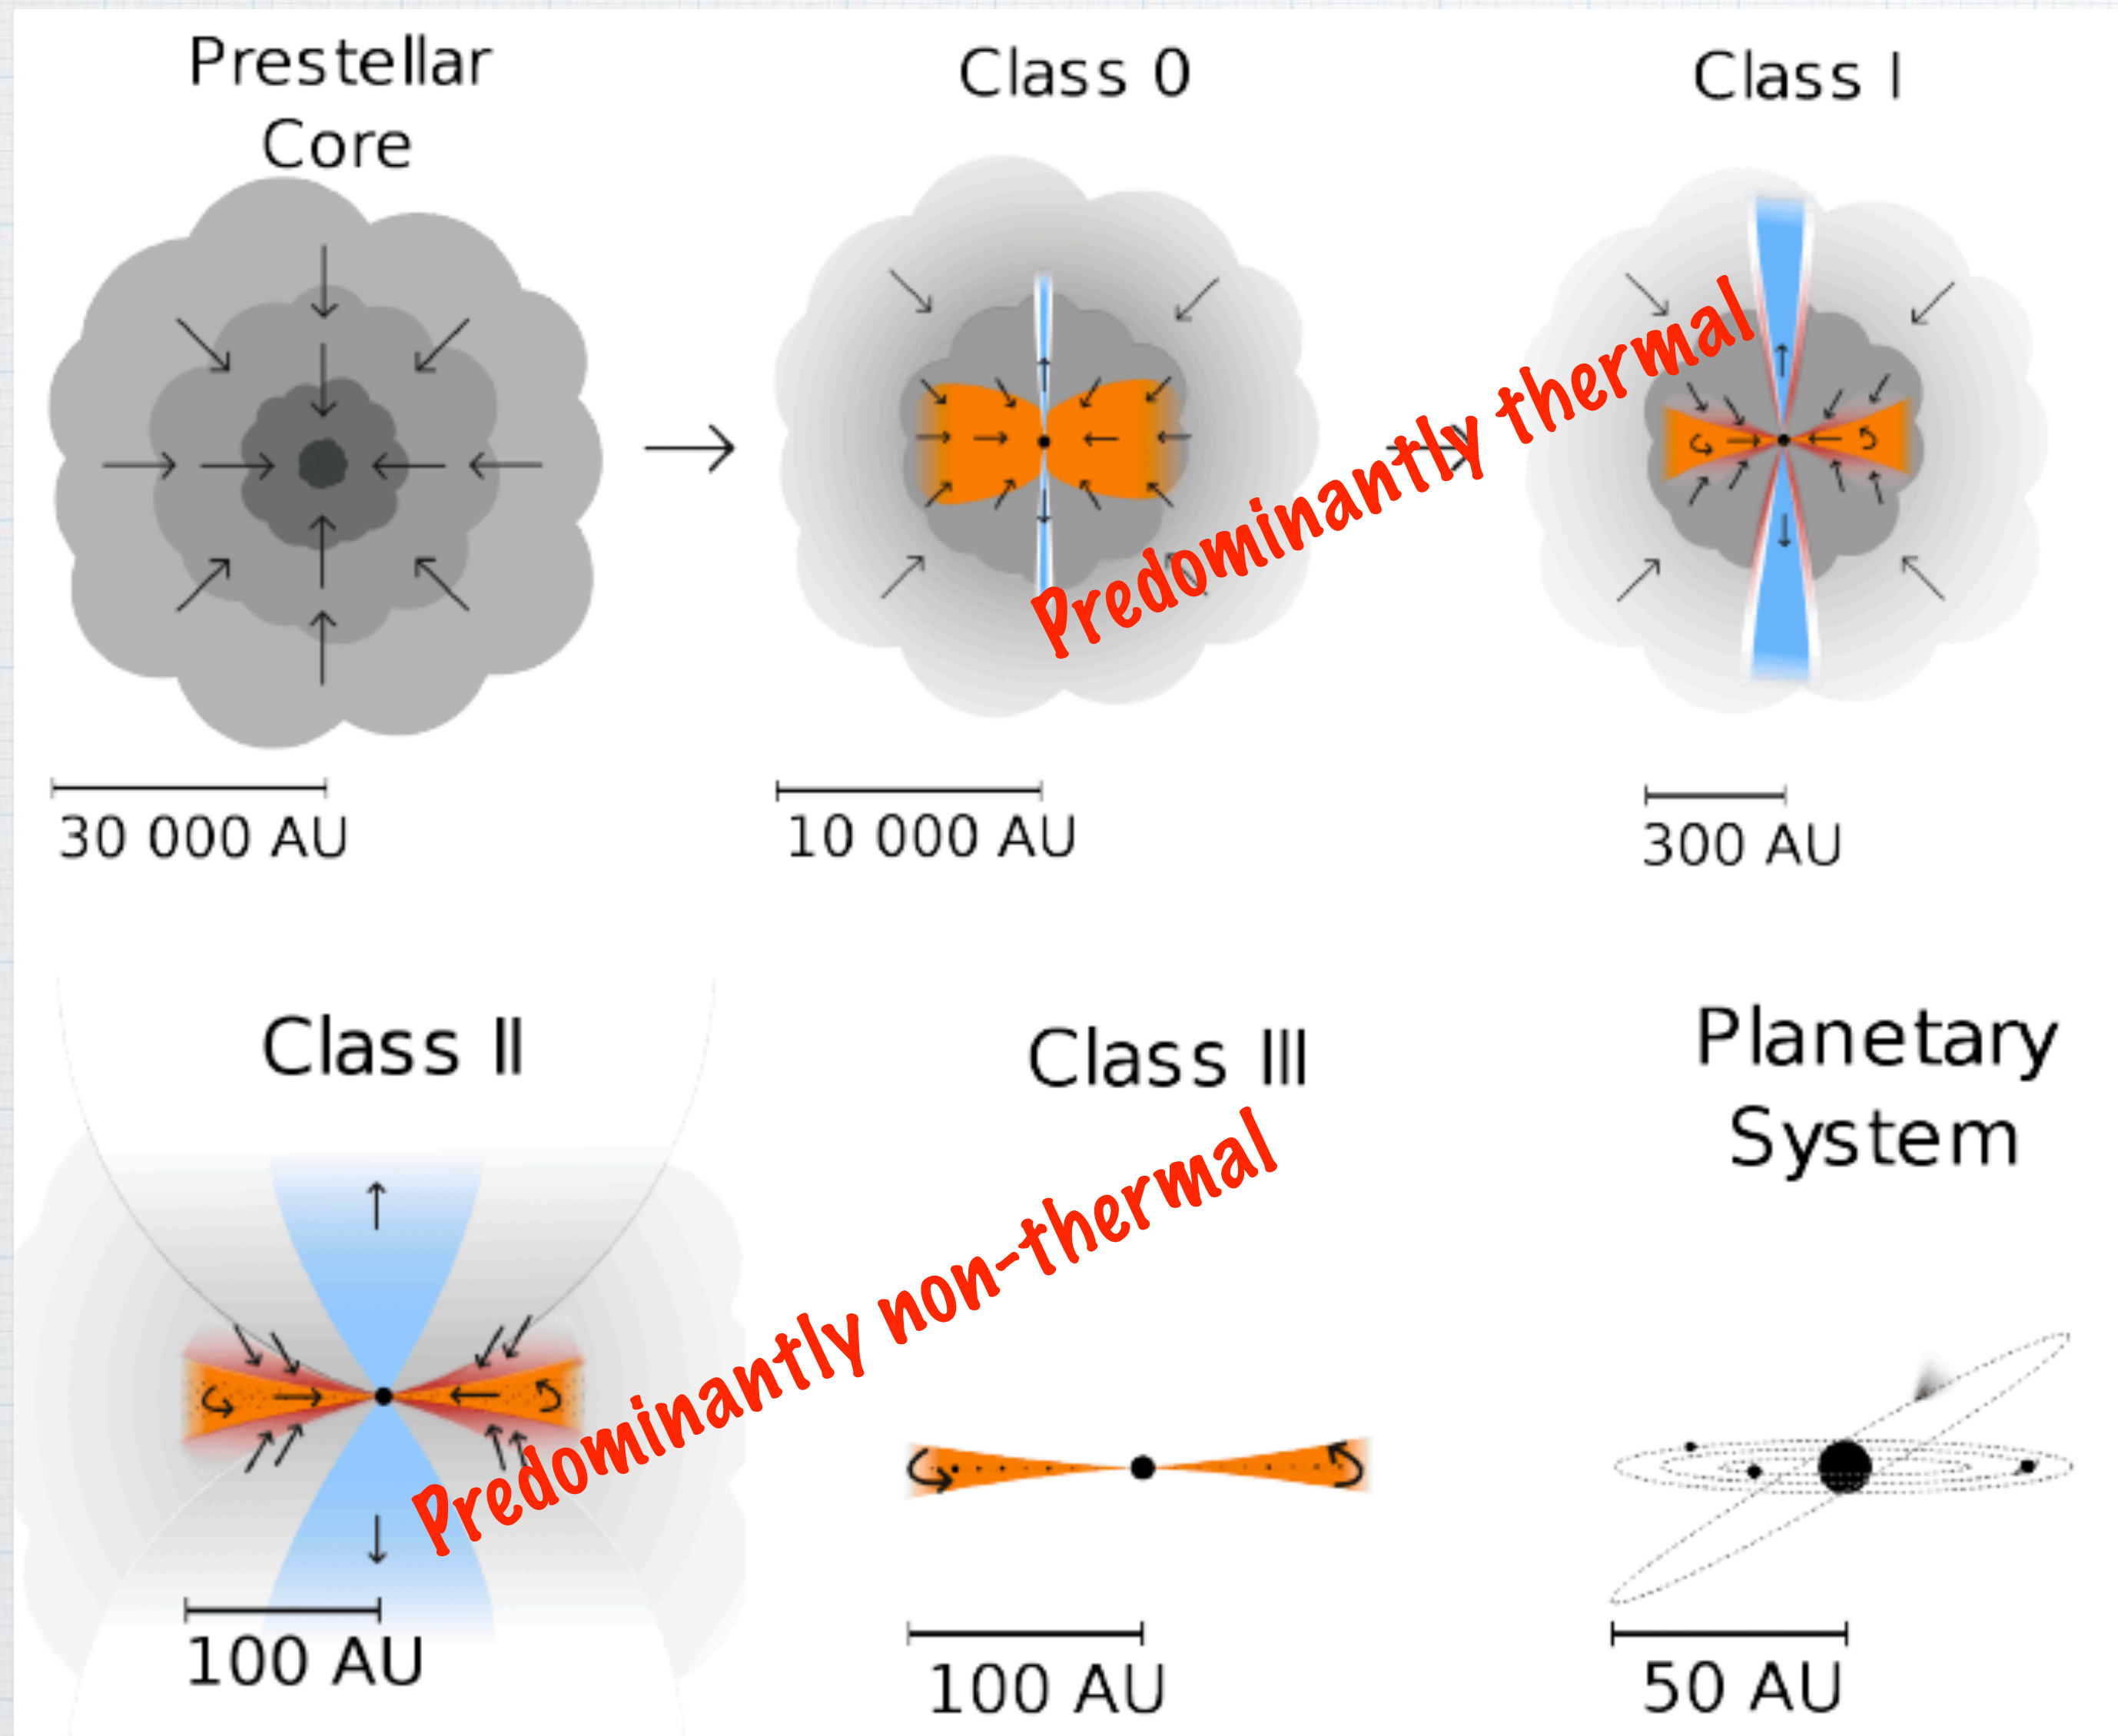 Prestellar
Core
Class 0
Class I
Predominantly thermal
30 000 AU
10 000 AU
300 AU
Class II
Class III
Planetary
System
Predominantly non-thermal
100 AU
100 AU
50 AU